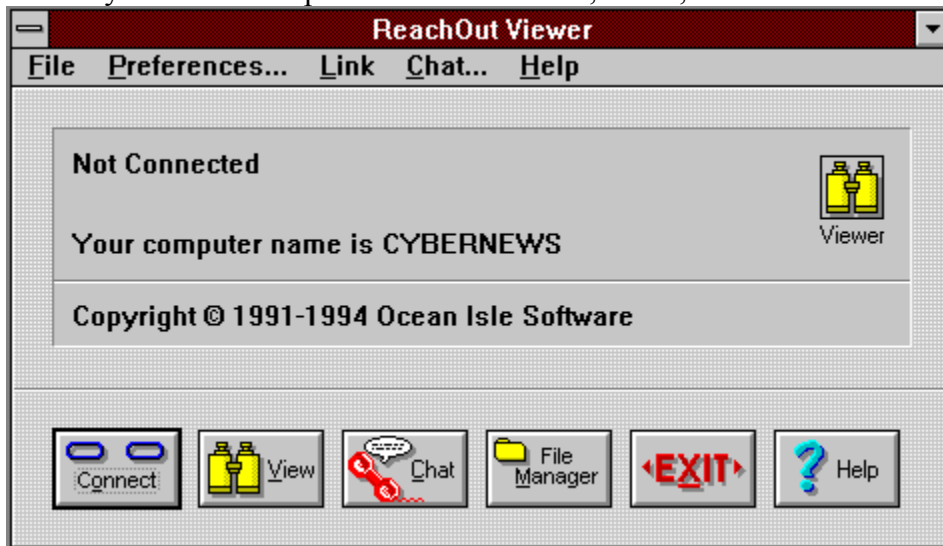 ReachOut Viewer
File Preferences... Link Chat... Help
Not Connected
Viewer
Your computer name is CYBERNEWS
Copyright © 1991-1994 Ocean Isle Software
Connect View Chat File Manager EXIT Help